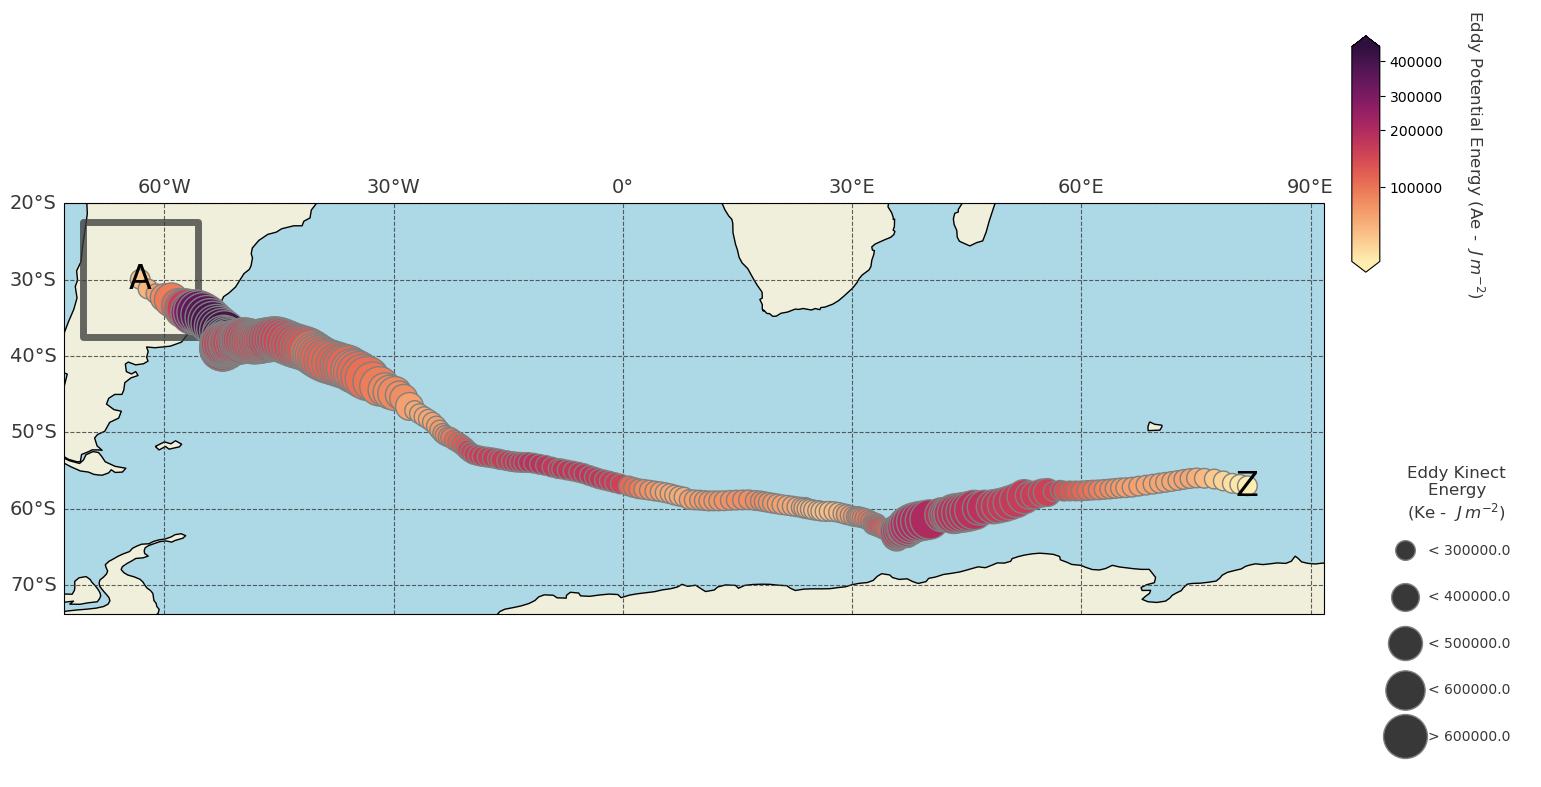 60°W 30°W 0° 30°E 60°E 90°E
20°S
30°S
40°S
50°S
60°S
70°S
A
Z
400000
300000
200000
100000
Eddy Potential Energy (Ae - J m⁻²)
Eddy Kinect
Energy
(Ke - J m⁻²)
< 300000.0
< 400000.0
< 500000.0
< 600000.0
> 600000.0